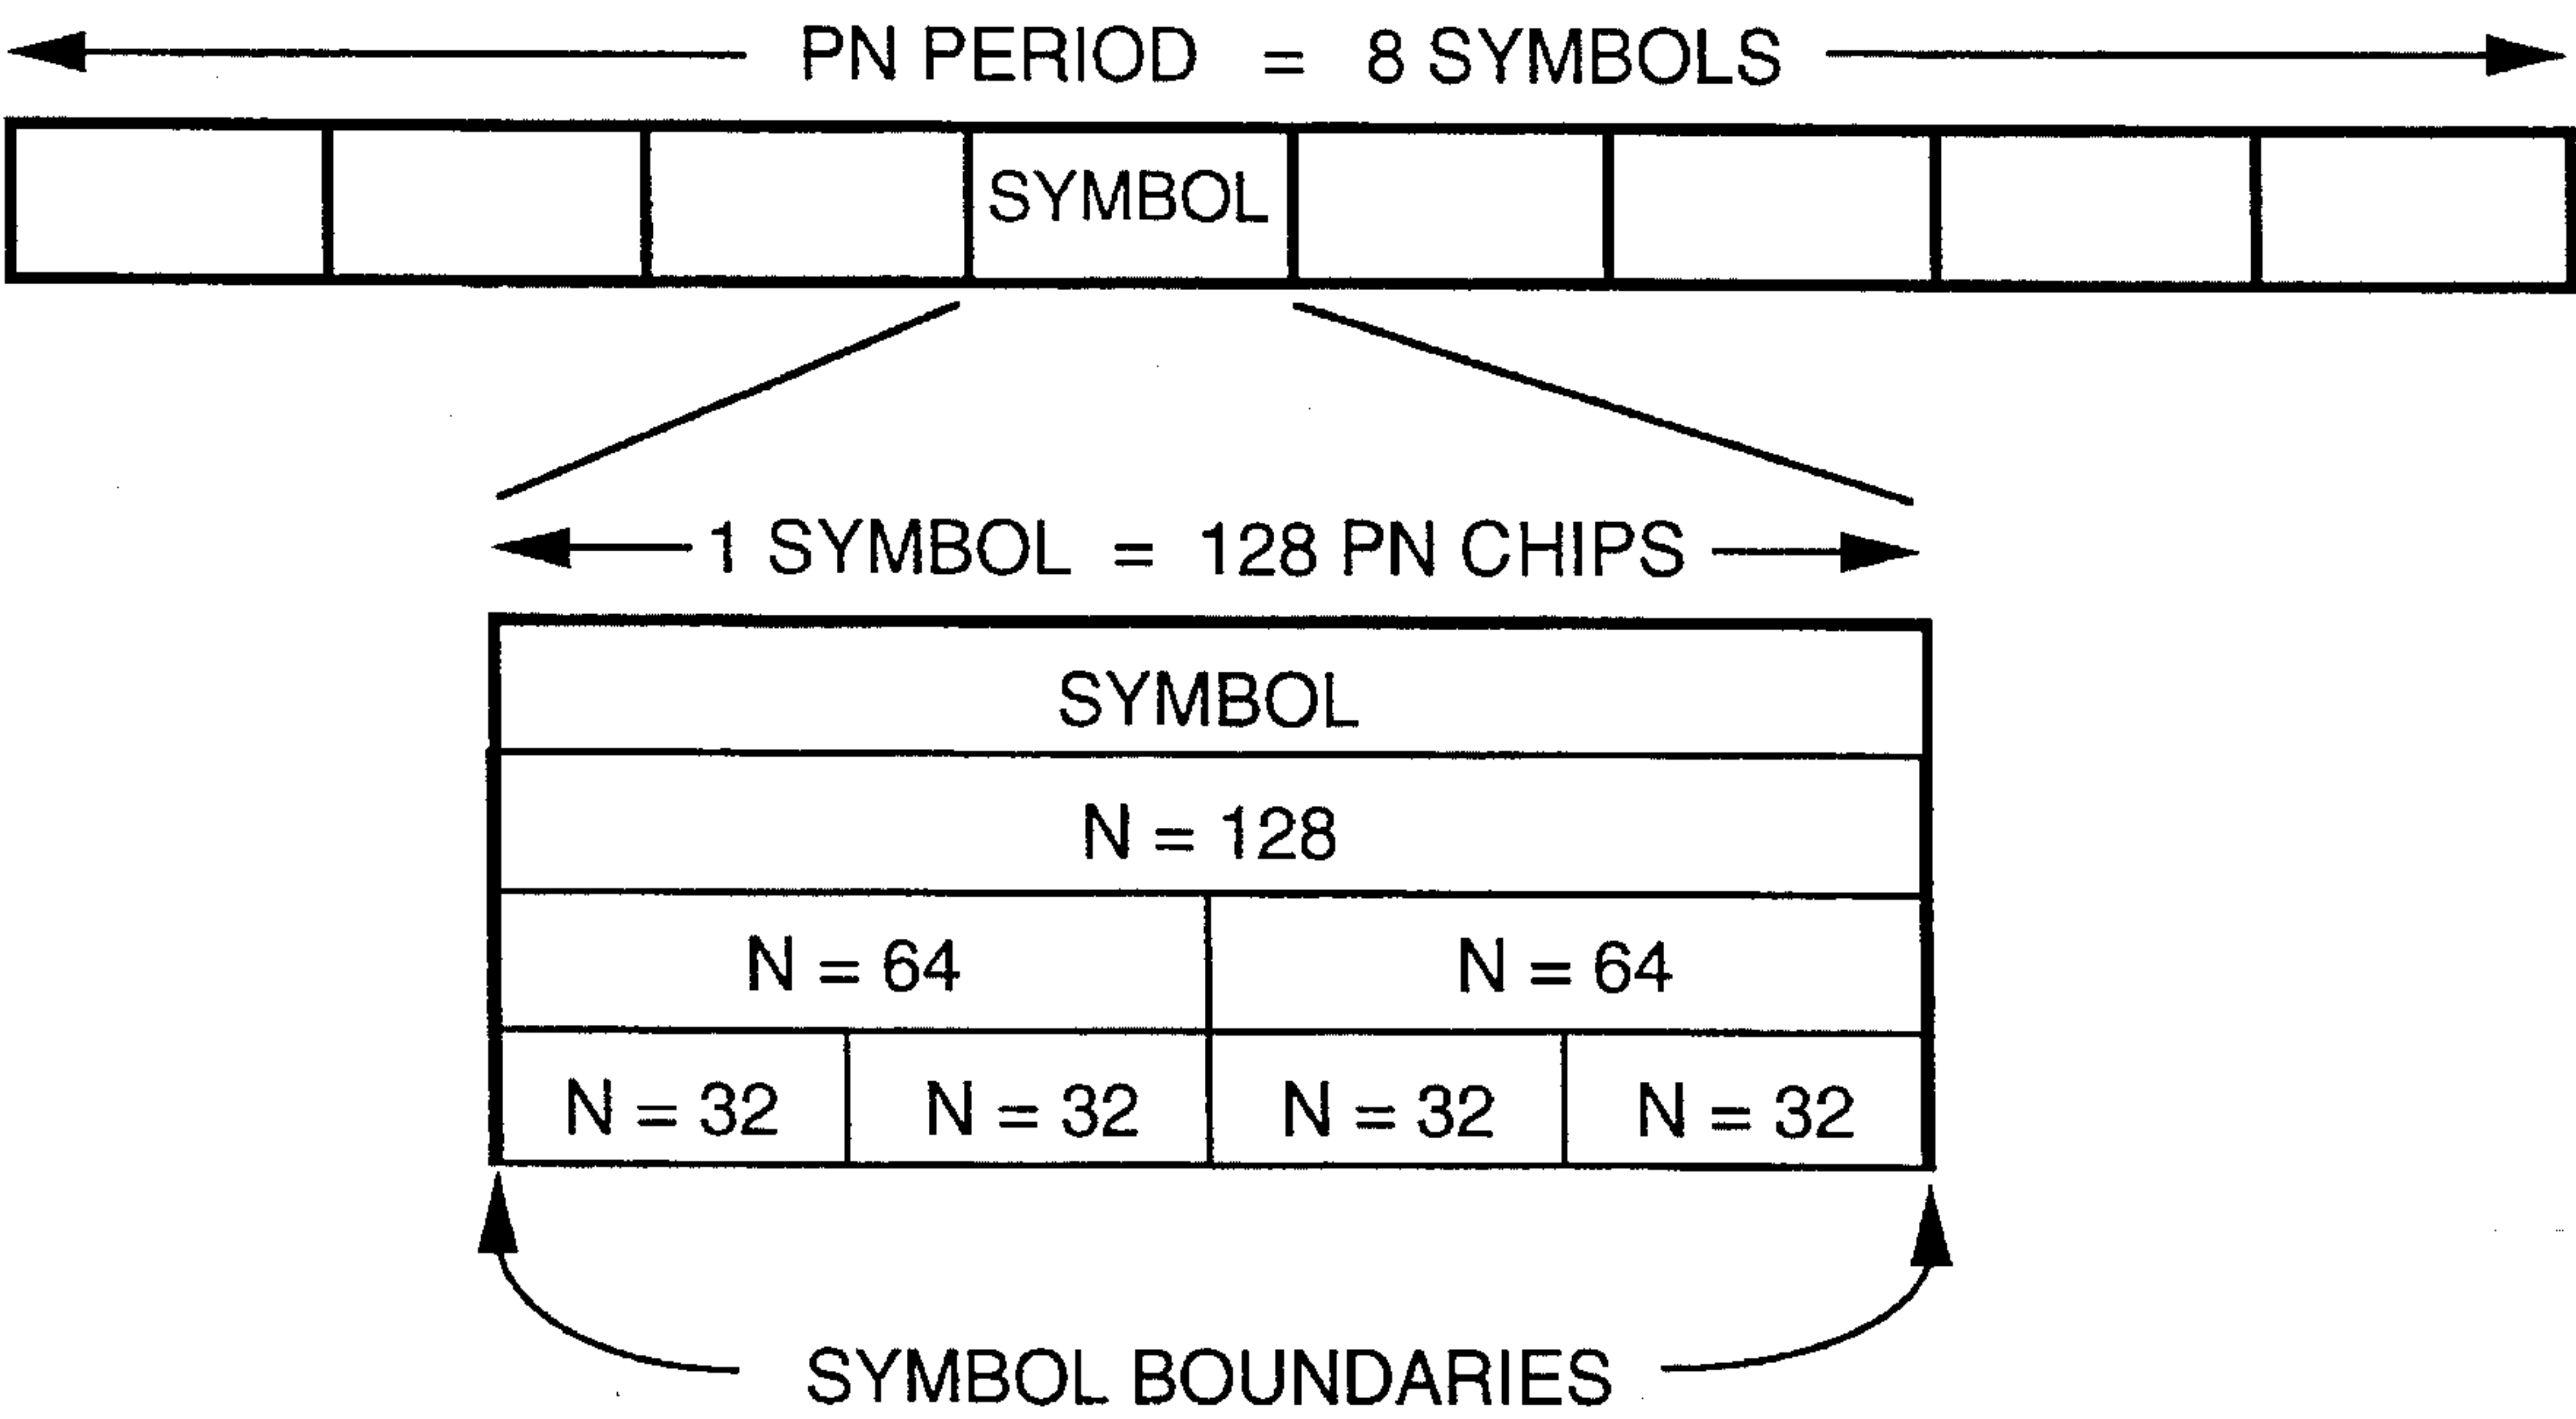 PN PERIOD = 8 SYMBOLS
SYMBOL
1 SYMBOL = 128 PN CHIPS
SYMBOL
N = 128
N = 64 N = 64
N = 32 N = 32 N = 32 N = 32
SYMBOL BOUNDARIES